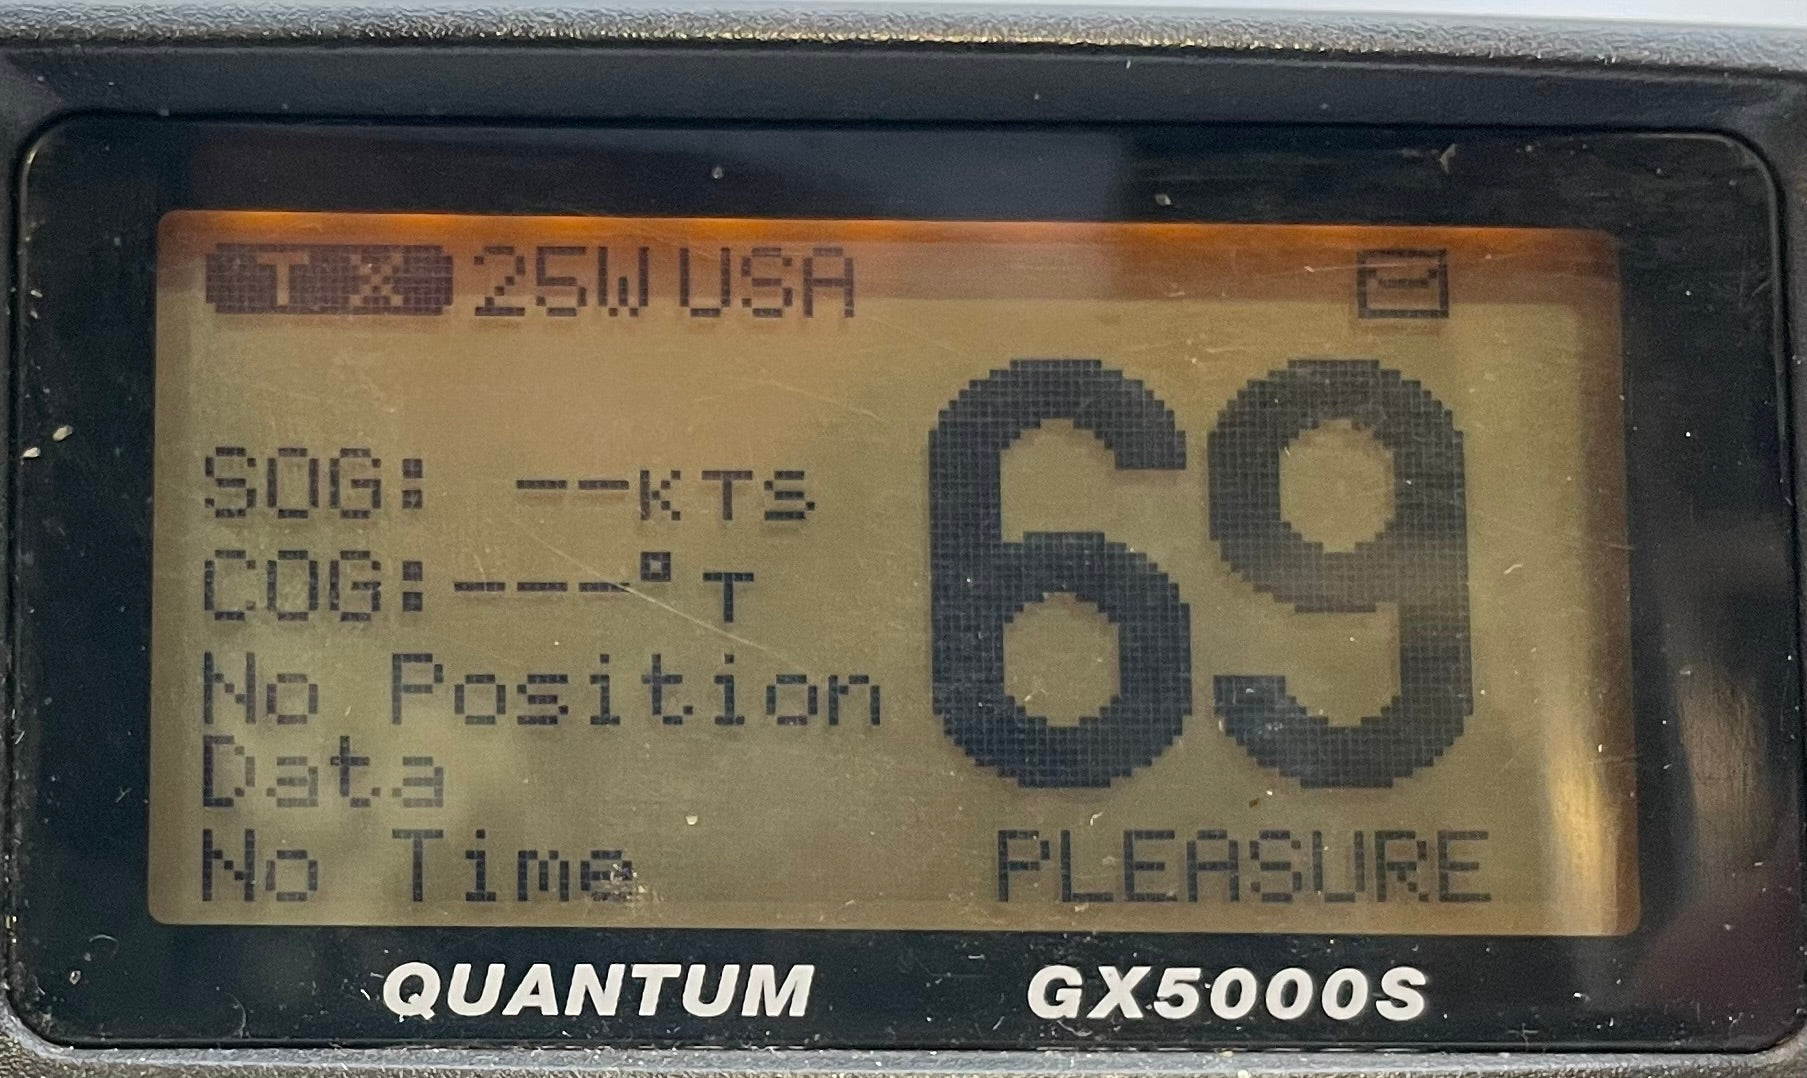 TX 25W USA
69
SOG: --KTS
COG:---° T
No Position
Data
No Time
PLEASURE
QUANTUM GX5000S